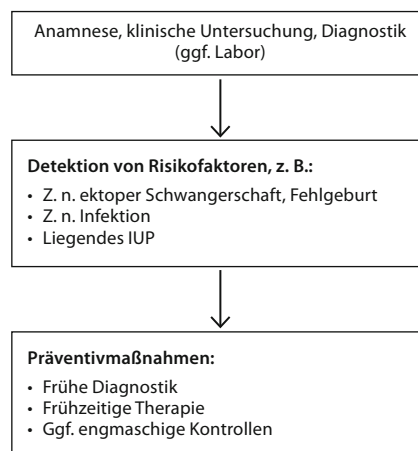 Anamnese, klinische Untersuchung, Diagnostik
(ggf. Labor)
Detektion von Risikofaktoren, z. B.:
• Z. n. ektoper Schwangerschaft, Fehlgeburt
• Z. n. Infektion
• Liegendes IUP
Präventivmaßnahmen:
• Frühe Diagnostik
• Frühzeitige Therapie
• Ggf. engmaschige Kontrollen